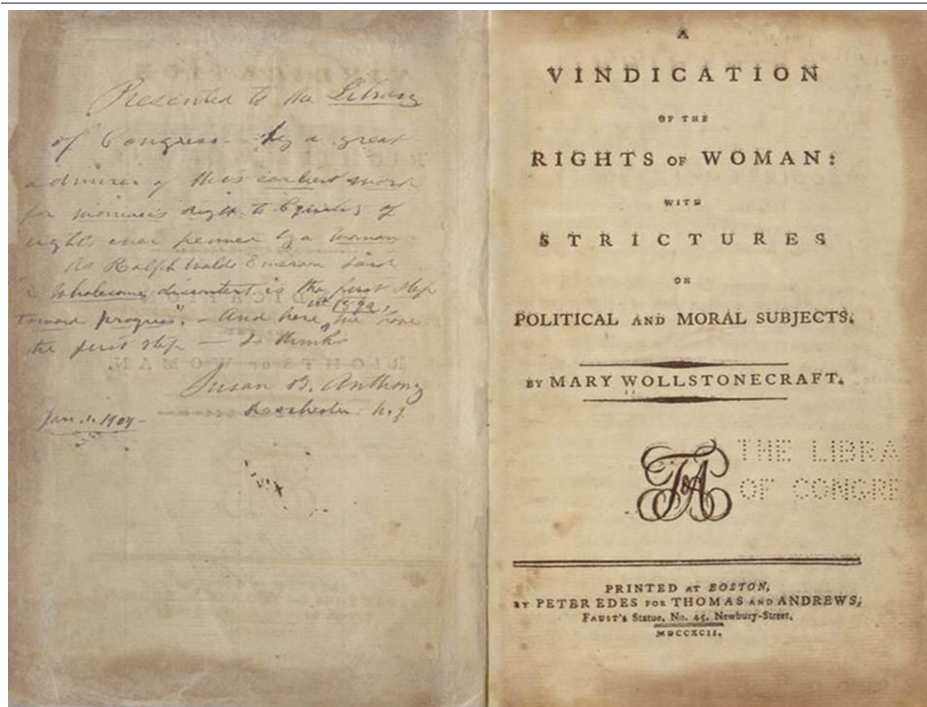 Presented to the Library
of Congress by a great
admirer of this earliest work
for woman's right to Equality of
rights ever penned by a woman
As Ralph Waldo Emerson said
"A Wholesome discontent is the first step
toward progress". — And here, in 1792, we have
the first step — so thinks
Susan B. Anthony
Rochester - N.Y
Jan. 1. 1904 -
A
VINDICATION
OF THE
RIGHTS OF WOMAN:
WITH
STRICTURES
ON
POLITICAL AND MORAL SUBJECTS.
BY MARY WOLLSTONECRAFT.
T&A
THE LIBRA
OF CONGRE
PRINTED AT BOSTON,
BY PETER EDES FOR THOMAS AND ANDREWS,
FAUST'S Statue, No. 45, Newbury-Street,
MDCCXCII.